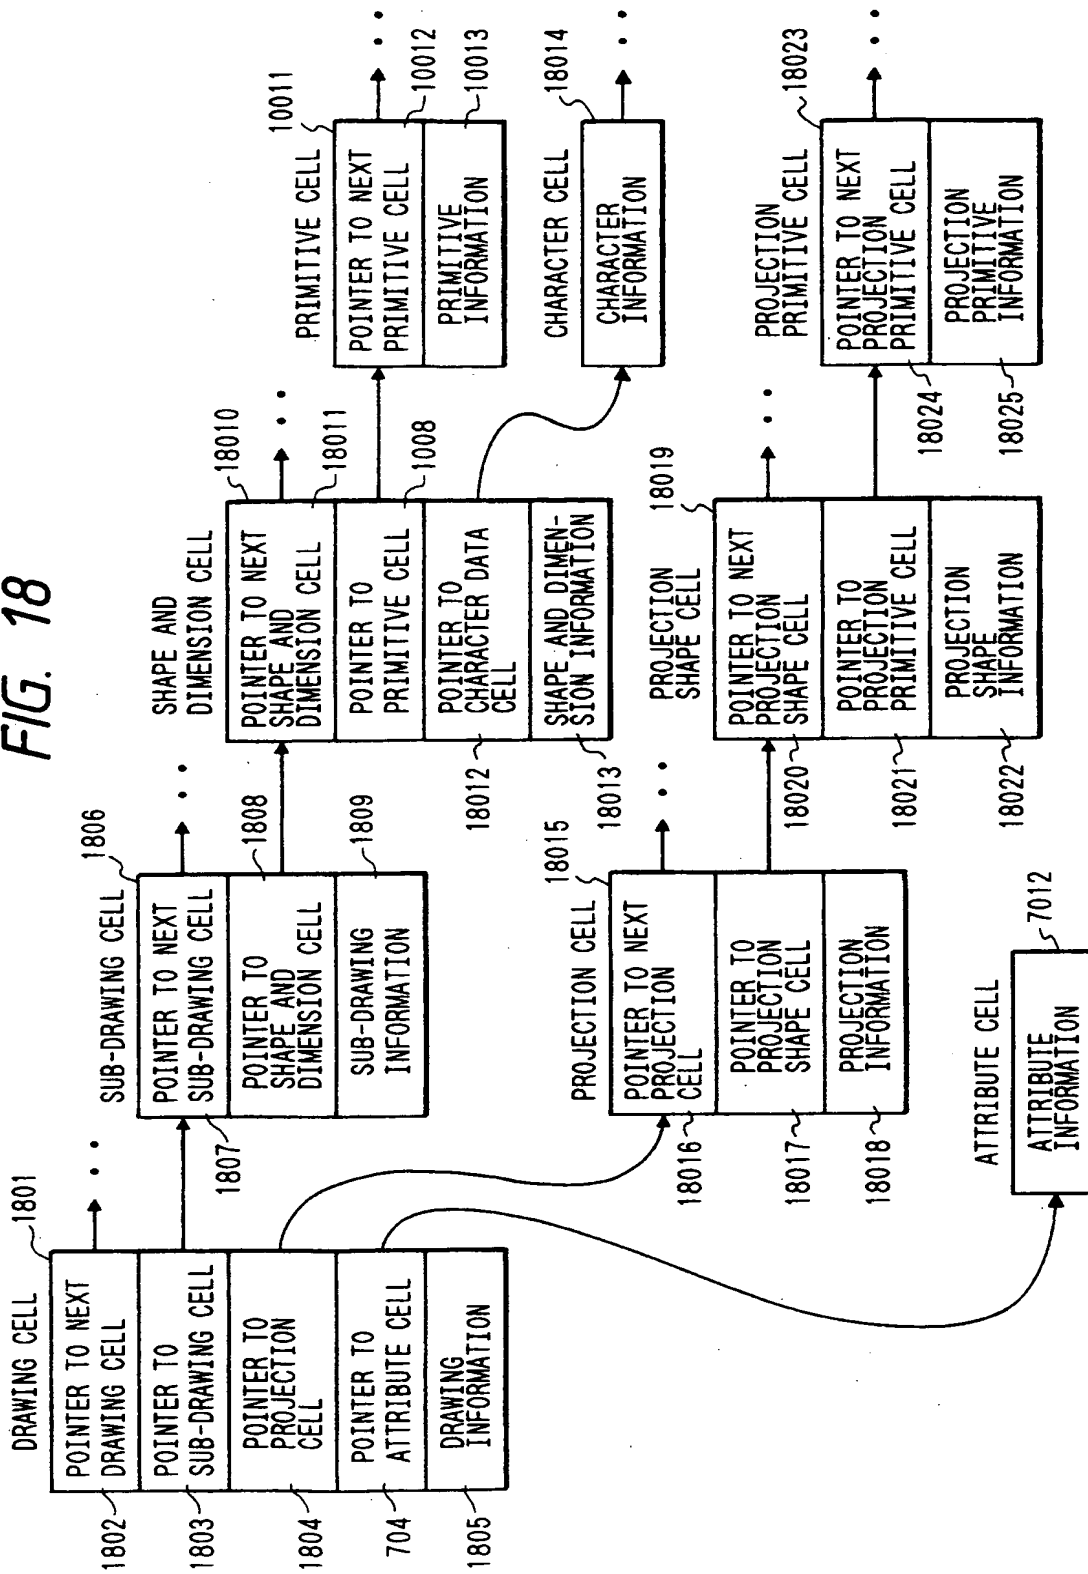 FIG. 18
DRAWING CELL
1801
POINTER TO NEXT
DRAWING CELL
1802
POINTER TO
SUB-DRAWING CELL
1803
POINTER TO
PROJECTION
CELL
1804
POINTER TO
ATTRIBUTE CELL
704
DRAWING
INFORMATION
1805
SUB-DRAWING CELL
1806
POINTER TO NEXT
SUB-DRAWING CELL
1807
POINTER TO
SHAPE AND
DIMENSION CELL
1808
SUB-DRAWING
INFORMATION
1809
SHAPE AND
DIMENSION CELL
18010
POINTER TO NEXT
SHAPE AND
DIMENSION CELL
18011
POINTER TO
PRIMITIVE CELL
1008
POINTER TO
CHARACTER DATA
CELL
18012
SHAPE AND DIMEN-
SION INFORMATION
18013
PRIMITIVE CELL
10011
POINTER TO NEXT
PRIMITIVE CELL
10012
PRIMITIVE
INFORMATION
10013
CHARACTER CELL
CHARACTER
INFORMATION
18014
PROJECTION CELL
18015
POINTER TO NEXT
PROJECTION
CELL
18016
POINTER TO
PROJECTION
SHAPE CELL
18017
PROJECTION
INFORMATION
18018
PROJECTION
SHAPE CELL
18019
POINTER TO NEXT
PROJECTION
SHAPE CELL
18020
POINTER TO
PROJECTION
PRIMITIVE CELL
18021
PROJECTION
SHAPE
INFORMATION
18022
PROJECTION
PRIMITIVE CELL
18023
POINTER TO NEXT
PROJECTION
PRIMITIVE CELL
18024
PROJECTION
PRIMITIVE
INFORMATION
18025
ATTRIBUTE CELL
7012
ATTRIBUTE
INFORMATION